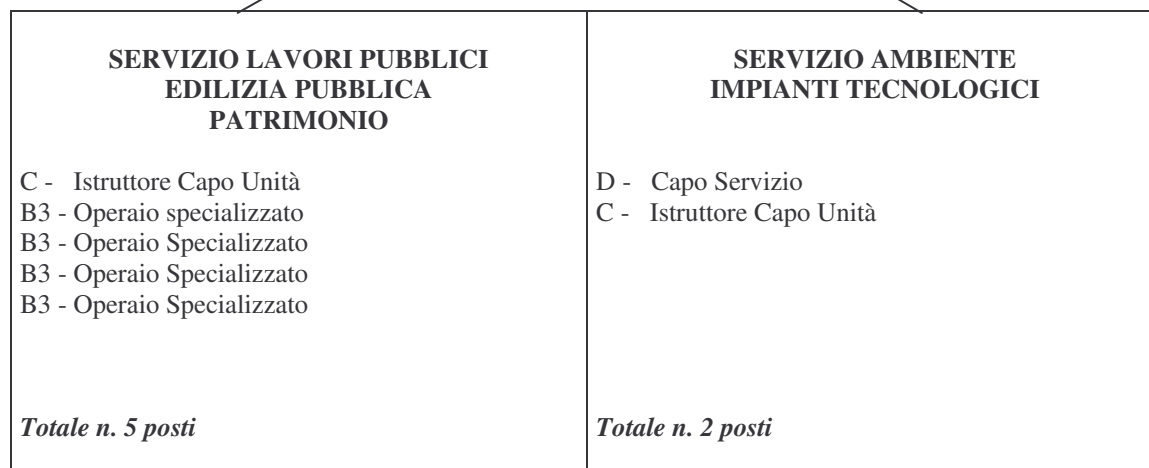 SERVIZIO LAVORI PUBBLICI
EDILIZIA PUBBLICA
PATRIMONIO
C - Istruttore Capo Unità
B3 - Operaio specializzato
B3 - Operaio Specializzato
B3 - Operaio Specializzato
B3 - Operaio Specializzato
Totale n. 5 posti
SERVIZIO AMBIENTE
IMPIANTI TECNOLOGICI
D - Capo Servizio
C - Istruttore Capo Unità
Totale n. 2 posti